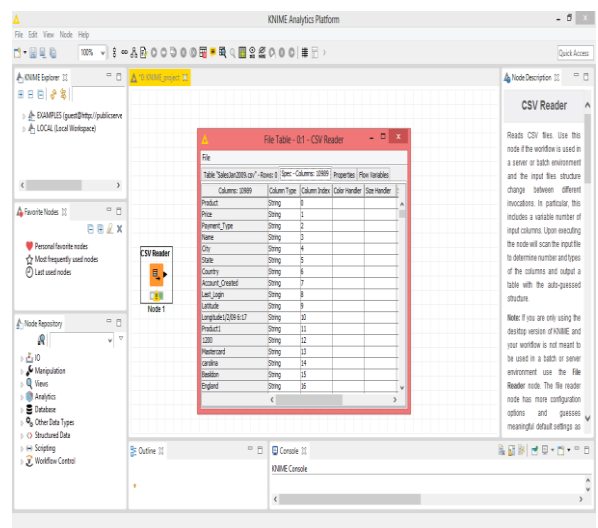 KNIME Analytics Platform
File Edit View Node Help
100%
Quick Access
KNIME Explorer
EXAMPLES (guest@http://publicserve
LOCAL (Local Workspace)
Favorite Nodes
Personal favorite nodes
Most frequently used nodes
Last used nodes
Node Repository
IO
Manipulation
Views
Analytics
Database
Other Data Types
Structured Data
Scripting
Workflow Control
*0: KNIME_project
CSV Reader
Node 1
File Table - 0:1 - CSV Reader
File
Table "SalesJan2009.csv" - Rows: 0 Spec - Columns: 10989 Properties Flow Variables
Columns: 10989 Column Type Column Index Color Handler Size Handler
Product String 0
Price String 1
Payment_Type String 2
Name String 3
City String 4
State String 5
Country String 6
Account_Created String 7
Last_Login String 8
Latitude String 9
Longitude1/2/09 6:17 String 10
Product1 String 11
1200 String 12
Mastercard String 13
carolina String 14
Basildon String 15
England String 16
Outline
Console
KNIME Console
Node Description
CSV Reader
Reads CSV files. Use this
node if the workflow is used in
a server or batch environment
and the input files structure
change between different
invocations. In particular, this
includes a variable number of
input columns. Upon executing
the node will scan the input file
to determine number and types
of the columns and output a
table with the auto-guessed
structure.
Note: If you are only using the
desktop version of KNIME and
your workflow is not meant to
be used in a batch or server
environment use the File
Reader node. The file reader
node has more configuration
options and guesses
meaningful default settings as